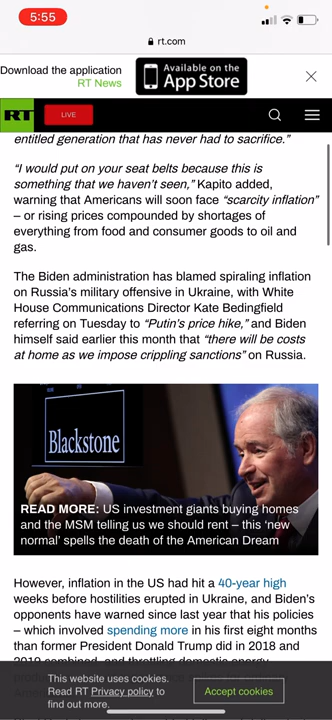 5:55
rt.com
Download the application
RT News
Available on the
App Store
RT
LIVE
entitled generation that has never had to sacrifice.”
“I would put on your seat belts because this is
something that we haven’t seen,” Kapito added,
warning that Americans will soon face “scarcity inflation”
– or rising prices compounded by shortages of
everything from food and consumer goods to oil and
gas.
The Biden administration has blamed spiraling inflation
on Russia’s military offensive in Ukraine, with White
House Communications Director Kate Bedingfield
referring on Tuesday to “Putin’s price hike,” and Biden
himself said earlier this month that “there will be costs
at home as we impose crippling sanctions” on Russia.
Blackstone
READ MORE: US investment giants buying homes
and the MSM telling us we should rent – this ‘new
normal’ spells the death of the American Dream
However, inflation in the US had hit a 40-year high
weeks before hostilities erupted in Ukraine, and Biden’s
opponents have warned since last year that his policies
– which involved spending more in his first eight months
than former President Donald Trump did in 2018 and
2019 combined, and throttling domestic energy
This website uses cookies.
Read RT Privacy policy to
find out more.
Accept cookies